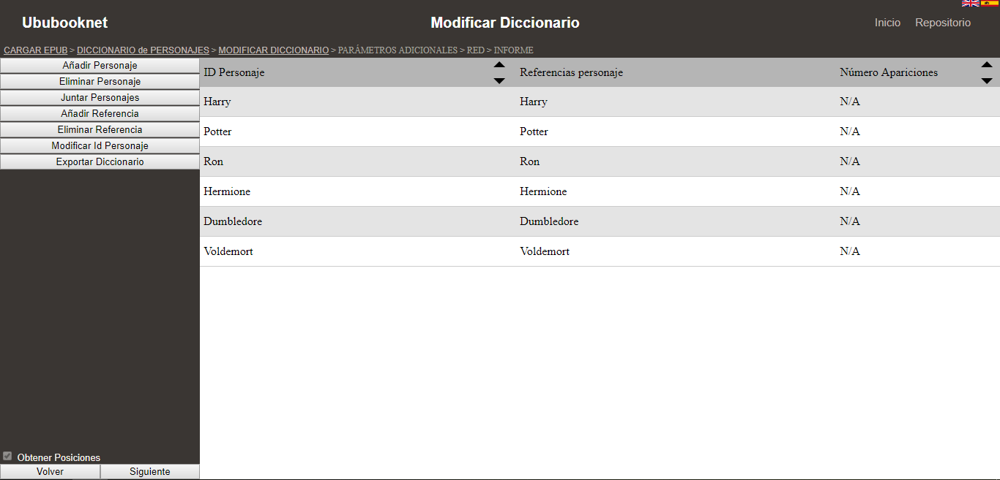 Ububooknet Modificar Diccionario Inicio Repositorio
CARGAR EPUB > DICCIONARIO de PERSONAJES > MODIFICAR DICCIONARIO > PARÁMETROS ADICIONALES > RED > INFORME
Añadir Personaje
Eliminar Personaje
Juntar Personajes
Añadir Referencia
Eliminar Referencia
Modificar Id Personaje
Exportar Diccionario
ID Personaje Referencias personaje Número Apariciones
Harry Harry N/A
Potter Potter N/A
Ron Ron N/A
Hermione Hermione N/A
Dumbledore Dumbledore N/A
Voldemort Voldemort N/A
Obtener Posiciones
Volver Siguiente